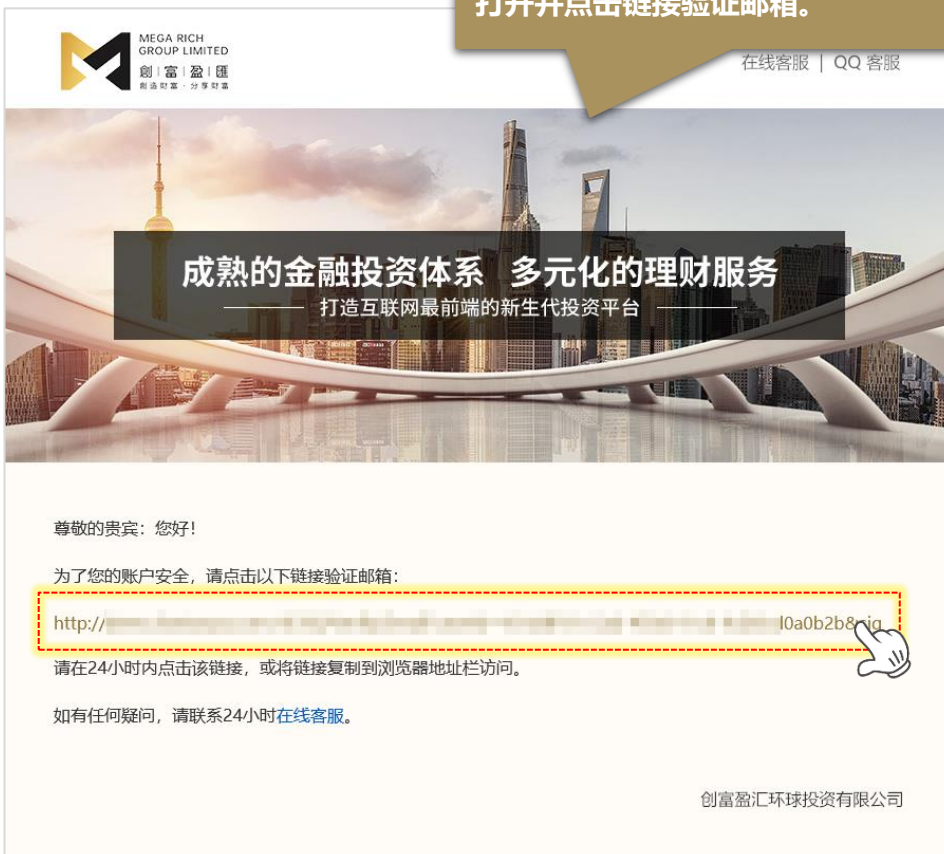 打开并点击链接验证邮箱。
MEGA RICH
GROUP LIMITED
創|富|盈|匯
創造財富·分享財富
在线客服 | QQ 客服
成熟的金融投资体系 多元化的理财服务
打造互联网最前端的新生代投资平台
尊敬的贵宾：您好！
为了您的账户安全，请点击以下链接验证邮箱：
http:// l0a0b2b&
请在24小时内点击该链接，或将链接复制到浏览器地址栏访问。
如有任何疑问，请联系24小时在线客服。
创富盈汇环球投资有限公司